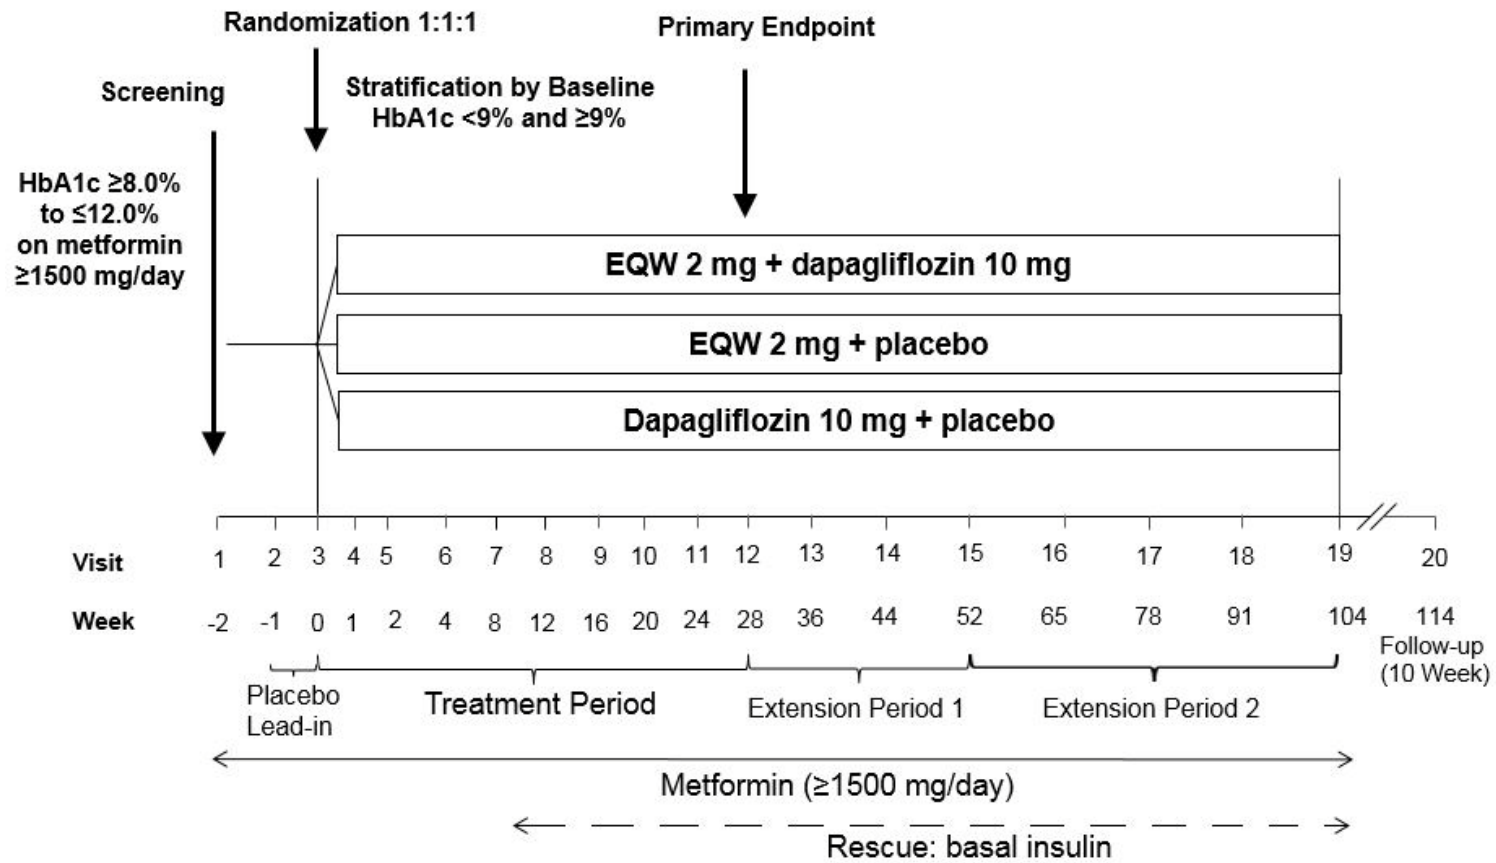 Randomization 1:1:1
Primary Endpoint
Screening
Stratification by Baseline
HbA1c <9% and ≥9%
HbA1c ≥8.0%
to ≤12.0%
on metformin
≥1500 mg/day
EQW 2 mg + dapagliflozin 10 mg
EQW 2 mg + placebo
Dapagliflozin 10 mg + placebo
Visit 1 2 3 4 5 6 7 8 9 10 11 12 13 14 15 16 17 18 19 20
Week -2 -1 0 1 2 4 8 12 16 20 24 28 36 44 52 65 78 91 104 114
Follow-up
(10 Week)
Placebo
Lead-in
Treatment Period
Extension Period 1
Extension Period 2
Metformin (≥1500 mg/day)
Rescue: basal insulin